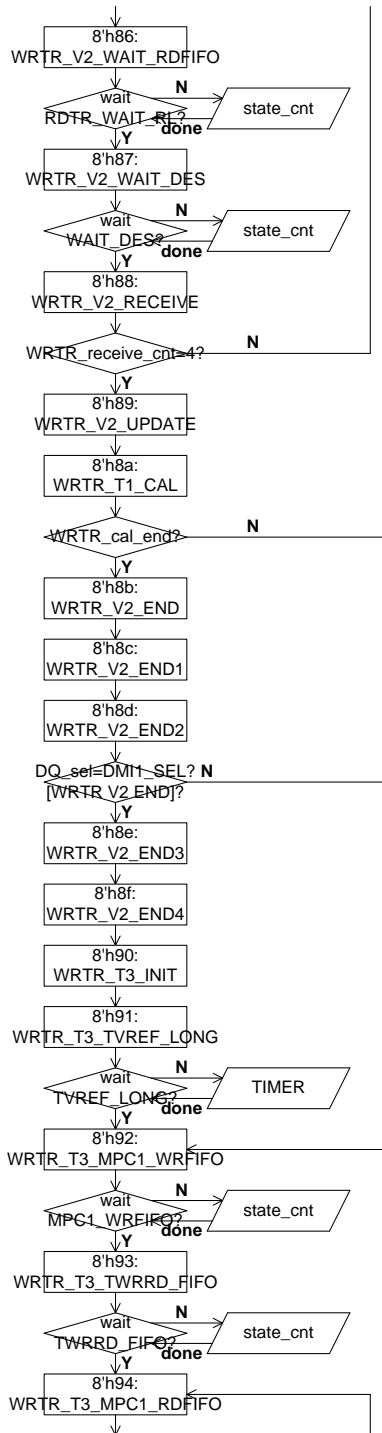 8'h86:
WRTR_V2_WAIT_RDFIFO
N
wait
RDTR_WAIT_RL?
state_cnt
done
Y
8'h87:
WRTR_V2_WAIT_DES
N
wait
WAIT_DES?
state_cnt
done
Y
8'h88:
WRTR_V2_RECEIVE
N
WRTR_receive_cnt=4?
Y
8'h89:
WRTR_V2_UPDATE
8'h8a:
WRTR_T1_CAL
N
WRTR_cal_end?
Y
8'h8b:
WRTR_V2_END
8'h8c:
WRTR_V2_END1
8'h8d:
WRTR_V2_END2
DQ_sel=DMI1_SEL? N
[WRTR_V2_END]?
Y
8'h8e:
WRTR_V2_END3
8'h8f:
WRTR_V2_END4
8'h90:
WRTR_T3_INIT
8'h91:
WRTR_T3_TVREF_LONG
N
wait
TVREF_LONG?
TIMER
done
Y
8'h92:
WRTR_T3_MPC1_WRFIFO
N
wait
MPC1_WRFIFO?
state_cnt
done
Y
8'h93:
WRTR_T3_TWRRD_FIFO
N
wait
TWRRD_FIFO?
state_cnt
done
Y
8'h94:
WRTR_T3_MPC1_RDFIFO